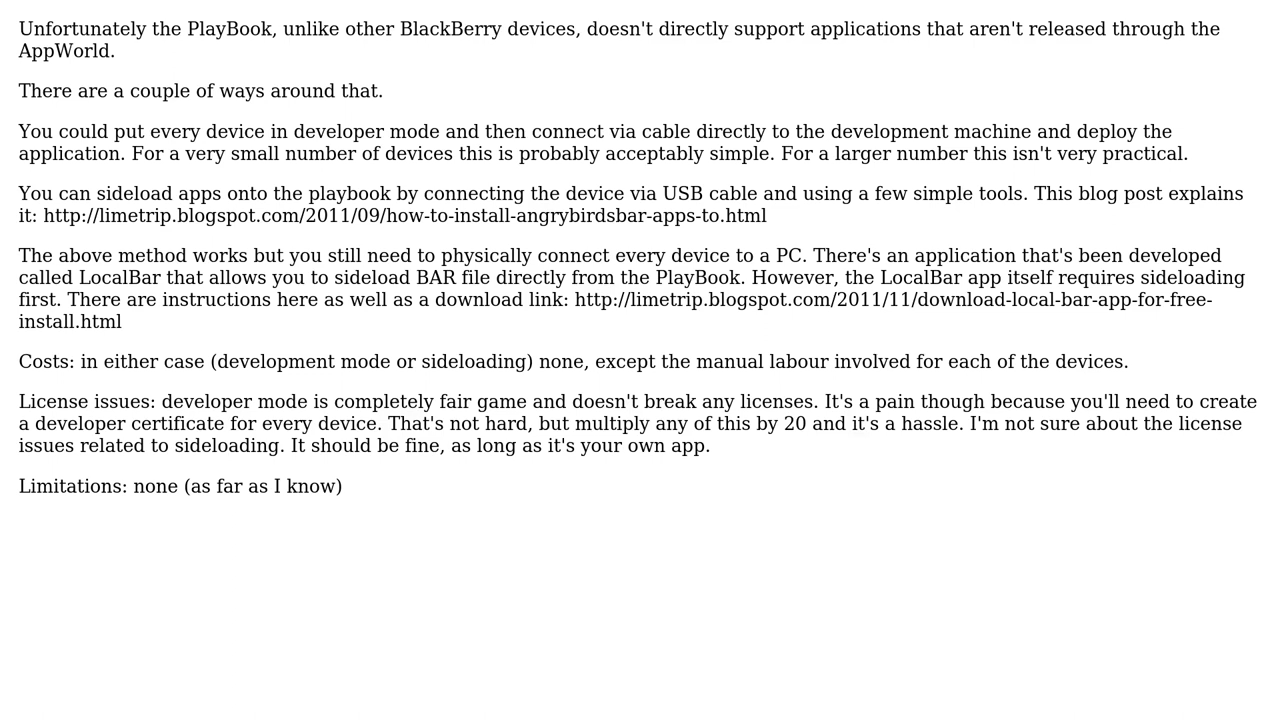 Unfortunately the PlayBook, unlike other BlackBerry devices, doesn't directly support applications that aren't released through the
AppWorld.
There are a couple of ways around that.
You could put every device in developer mode and then connect via cable directly to the development machine and deploy the
application. For a very small number of devices this is probably acceptably simple. For a larger number this isn't very practical.
You can sideload apps onto the playbook by connecting the device via USB cable and using a few simple tools. This blog post explains
it: http://limetrip.blogspot.com/2011/09/how-to-install-angrybirdsbar-apps-to.html
The above method works but you still need to physically connect every device to a PC. There's an application that's been developed
called LocalBar that allows you to sideload BAR file directly from the PlayBook. However, the LocalBar app itself requires sideloading
first. There are instructions here as well as a download link: http://limetrip.blogspot.com/2011/11/download-local-bar-app-for-free-
install.html
Costs: in either case (development mode or sideloading) none, except the manual labour involved for each of the devices.
License issues: developer mode is completely fair game and doesn't break any licenses. It's a pain though because you'll need to create
a developer certificate for every device. That's not hard, but multiply any of this by 20 and it's a hassle. I'm not sure about the license
issues related to sideloading. It should be fine, as long as it's your own app.
Limitations: none (as far as I know)